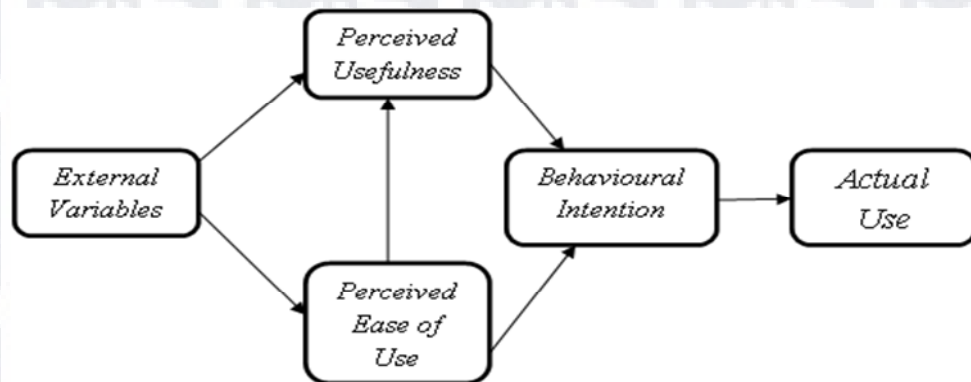 Perceived
Usefulness
External
Variables
Behavioural
Intention
Actual
Use
Perceived
Ease of
Use